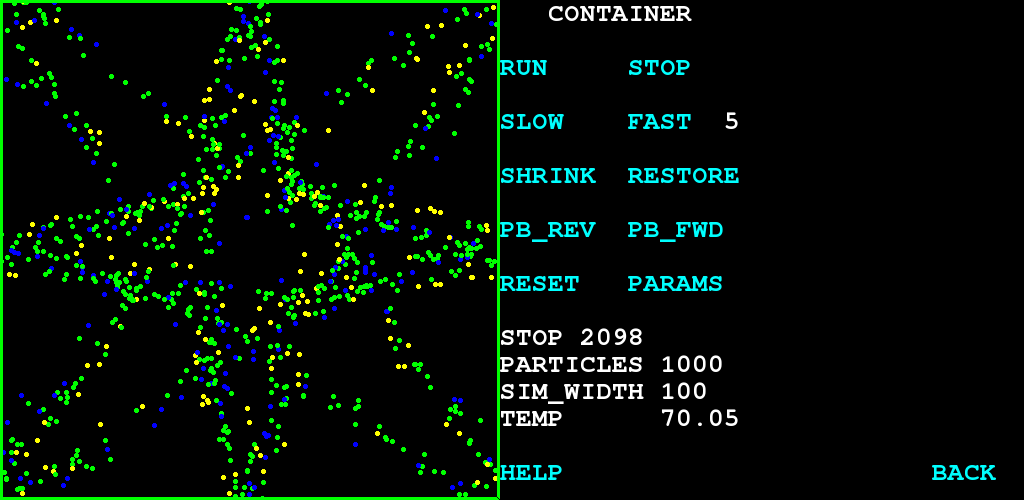 CONTAINER
RUN STOP
SLOW FAST 5
SHRINK RESTORE
PB_REV PB_FWD
RESET PARAMS
STOP 2098
PARTICLES 1000
SIM_WIDTH 100
TEMP 70.05
HELP BACK